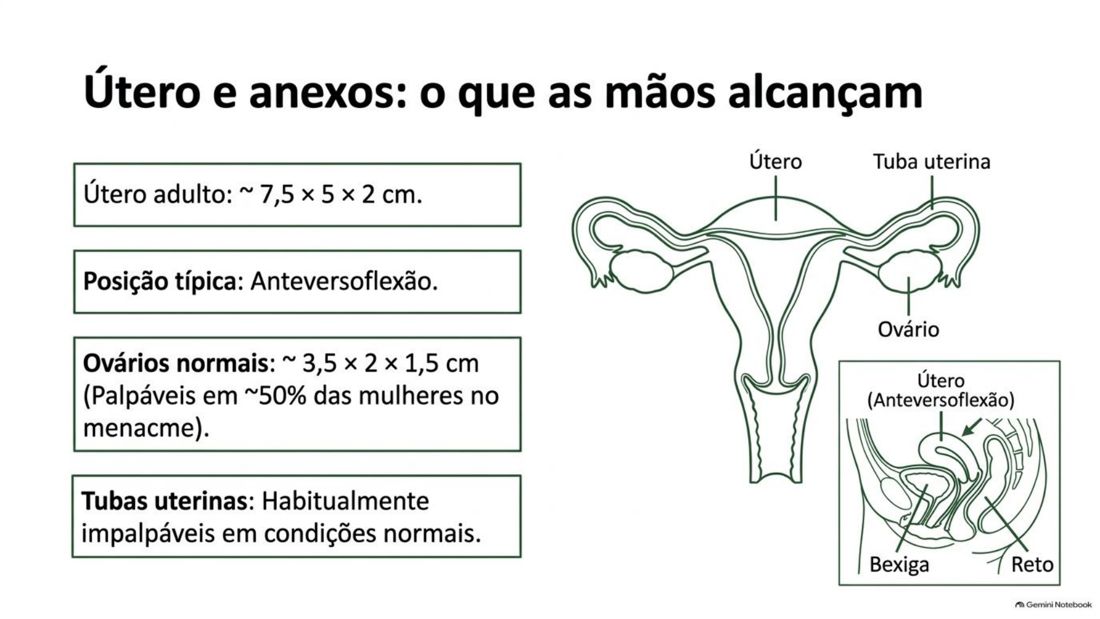 Útero e anexos: o que as mãos alcançam
Útero adulto: ~ 7,5 × 5 × 2 cm.
Posição típica: Anteversoflexão.
Ovários normais: ~ 3,5 × 2 × 1,5 cm
(Palpáveis em ~50% das mulheres no
menacme).
Tubas uterinas: Habitualmente
impalpáveis em condições normais.
Útero
Tuba uterina
Ovário
Útero
(Anteversoflexão)
Bexiga
Reto
Gemini Notebook